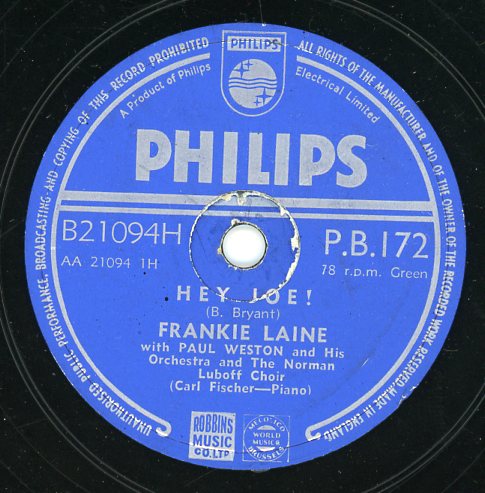 UNAUTHORISED PUBLIC PERFORMANCE, BROADCASTING AND COPYING OF THIS RECORD PROHIBITED
ALL RIGHTS OF THE MANUFACTURER AND OF THE OWNER OF THE RECORDED WORK RESERVED. MADE IN ENGLAND
PHILIPS
A Product of Philips
Electrical Limited
PHILIPS
B21094H
P.B.172
AA 21094 1H
78 r.p.m. Green
HEY JOE!
(B. Bryant)
FRANKIE LAINE
with PAUL WESTON and His
Orchestra and The Norman
Luboff Choir
(Carl Fischer—Piano)
ROBBINS
MUSIC
CO. LTD
WORLD
MUSIC
BRUSSELS